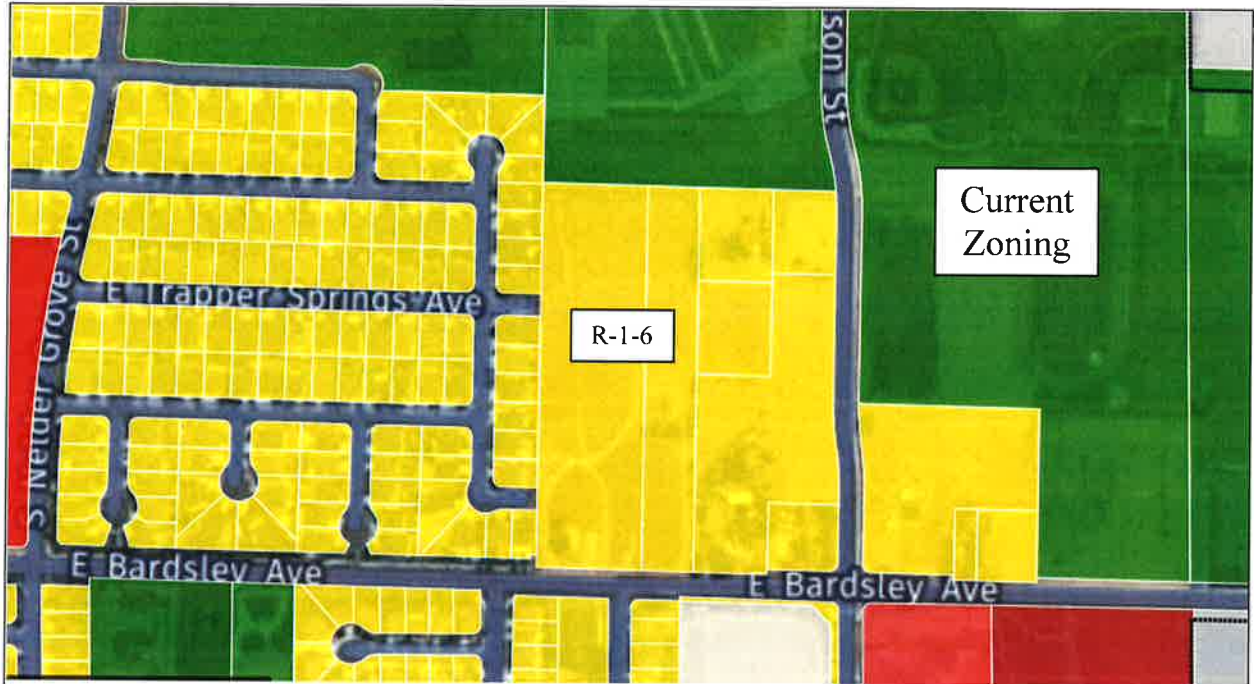 son St
Current
Zoning
S Nelder Grove St
E Trapper Springs Ave
R-1-6
E Bardsley Ave
E Bardsley Ave